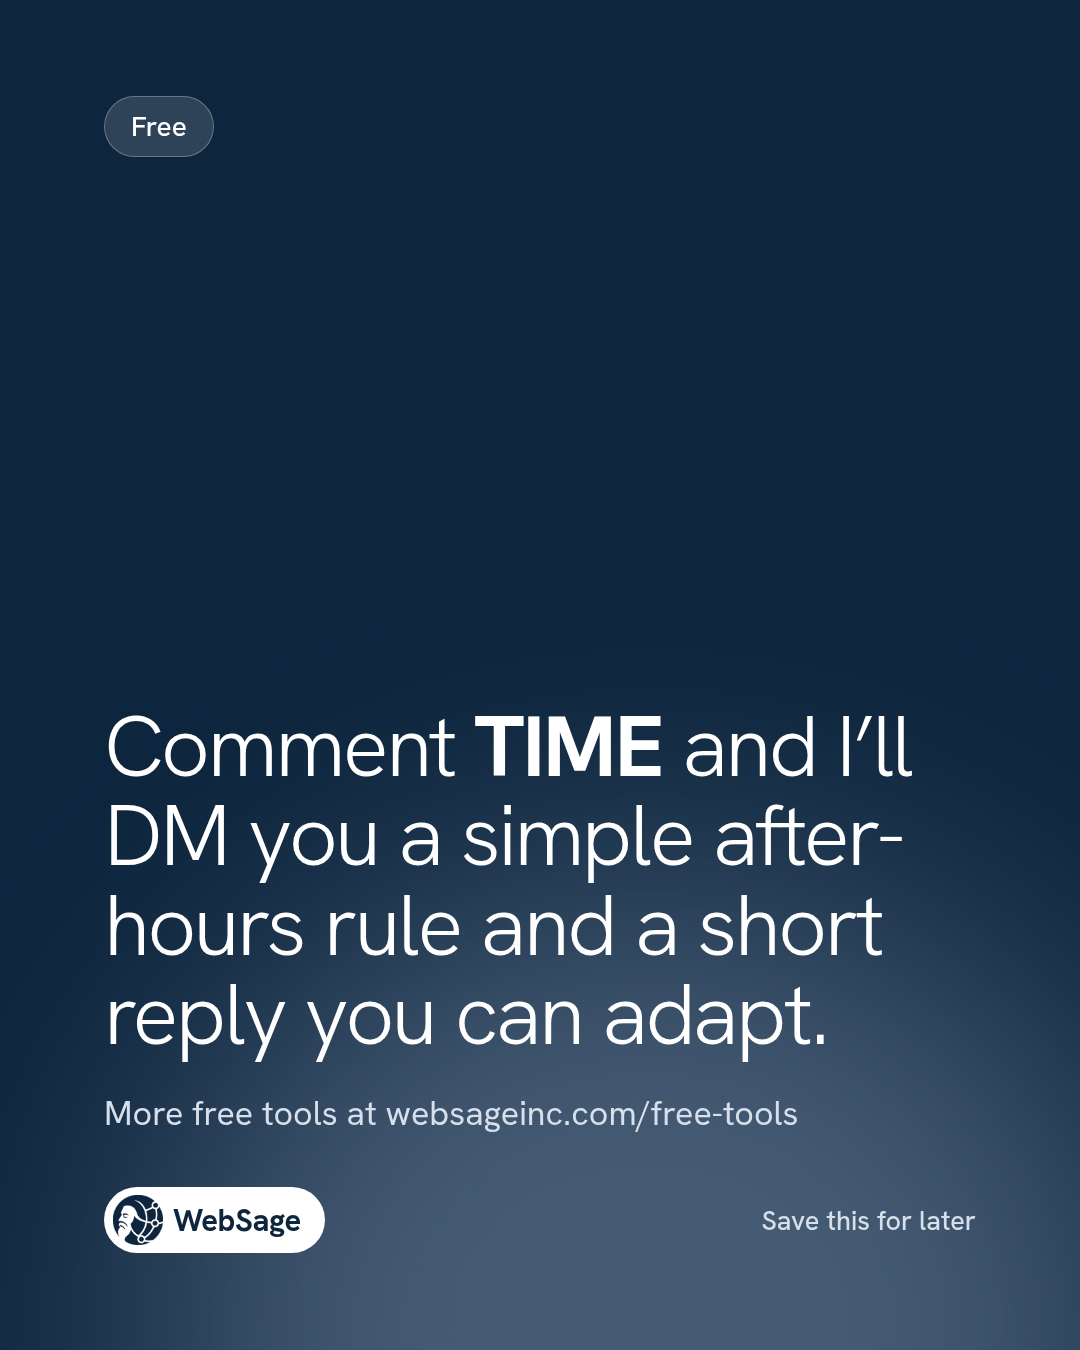 Free
Comment TIME and I’ll
DM you a simple after-
hours rule and a short
reply you can adapt.
More free tools at websageinc.com/free-tools
WebSage
Save this for later